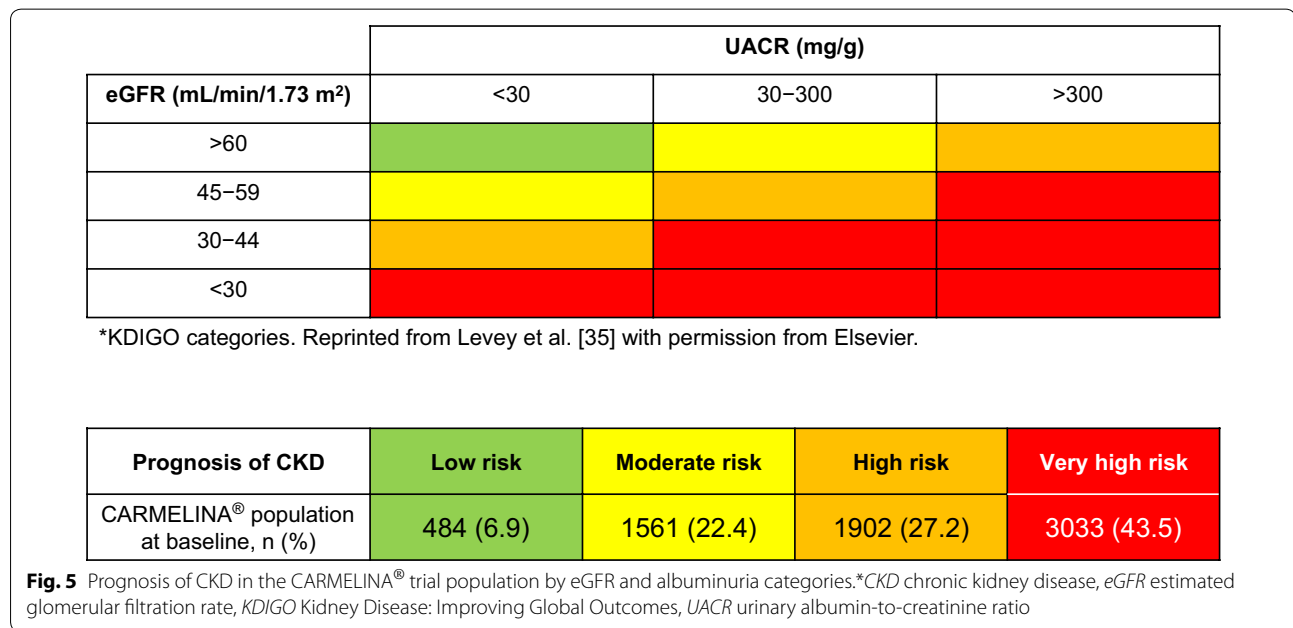 UACR (mg/g)
eGFR (mL/min/1.73 m²) <30 30−300 >300
>60
45−59
30−44
<30
*KDIGO categories. Reprinted from Levey et al. [35] with permission from Elsevier.
Prognosis of CKD Low risk Moderate risk High risk Very high risk
CARMELINA® population
at baseline, n (%) 484 (6.9) 1561 (22.4) 1902 (27.2) 3033 (43.5)
Fig. 5 Prognosis of CKD in the CARMELINA® trial population by eGFR and albuminuria categories.*CKD chronic kidney disease, eGFR estimated
glomerular filtration rate, KDIGO Kidney Disease: Improving Global Outcomes, UACR urinary albumin-to-creatinine ratio